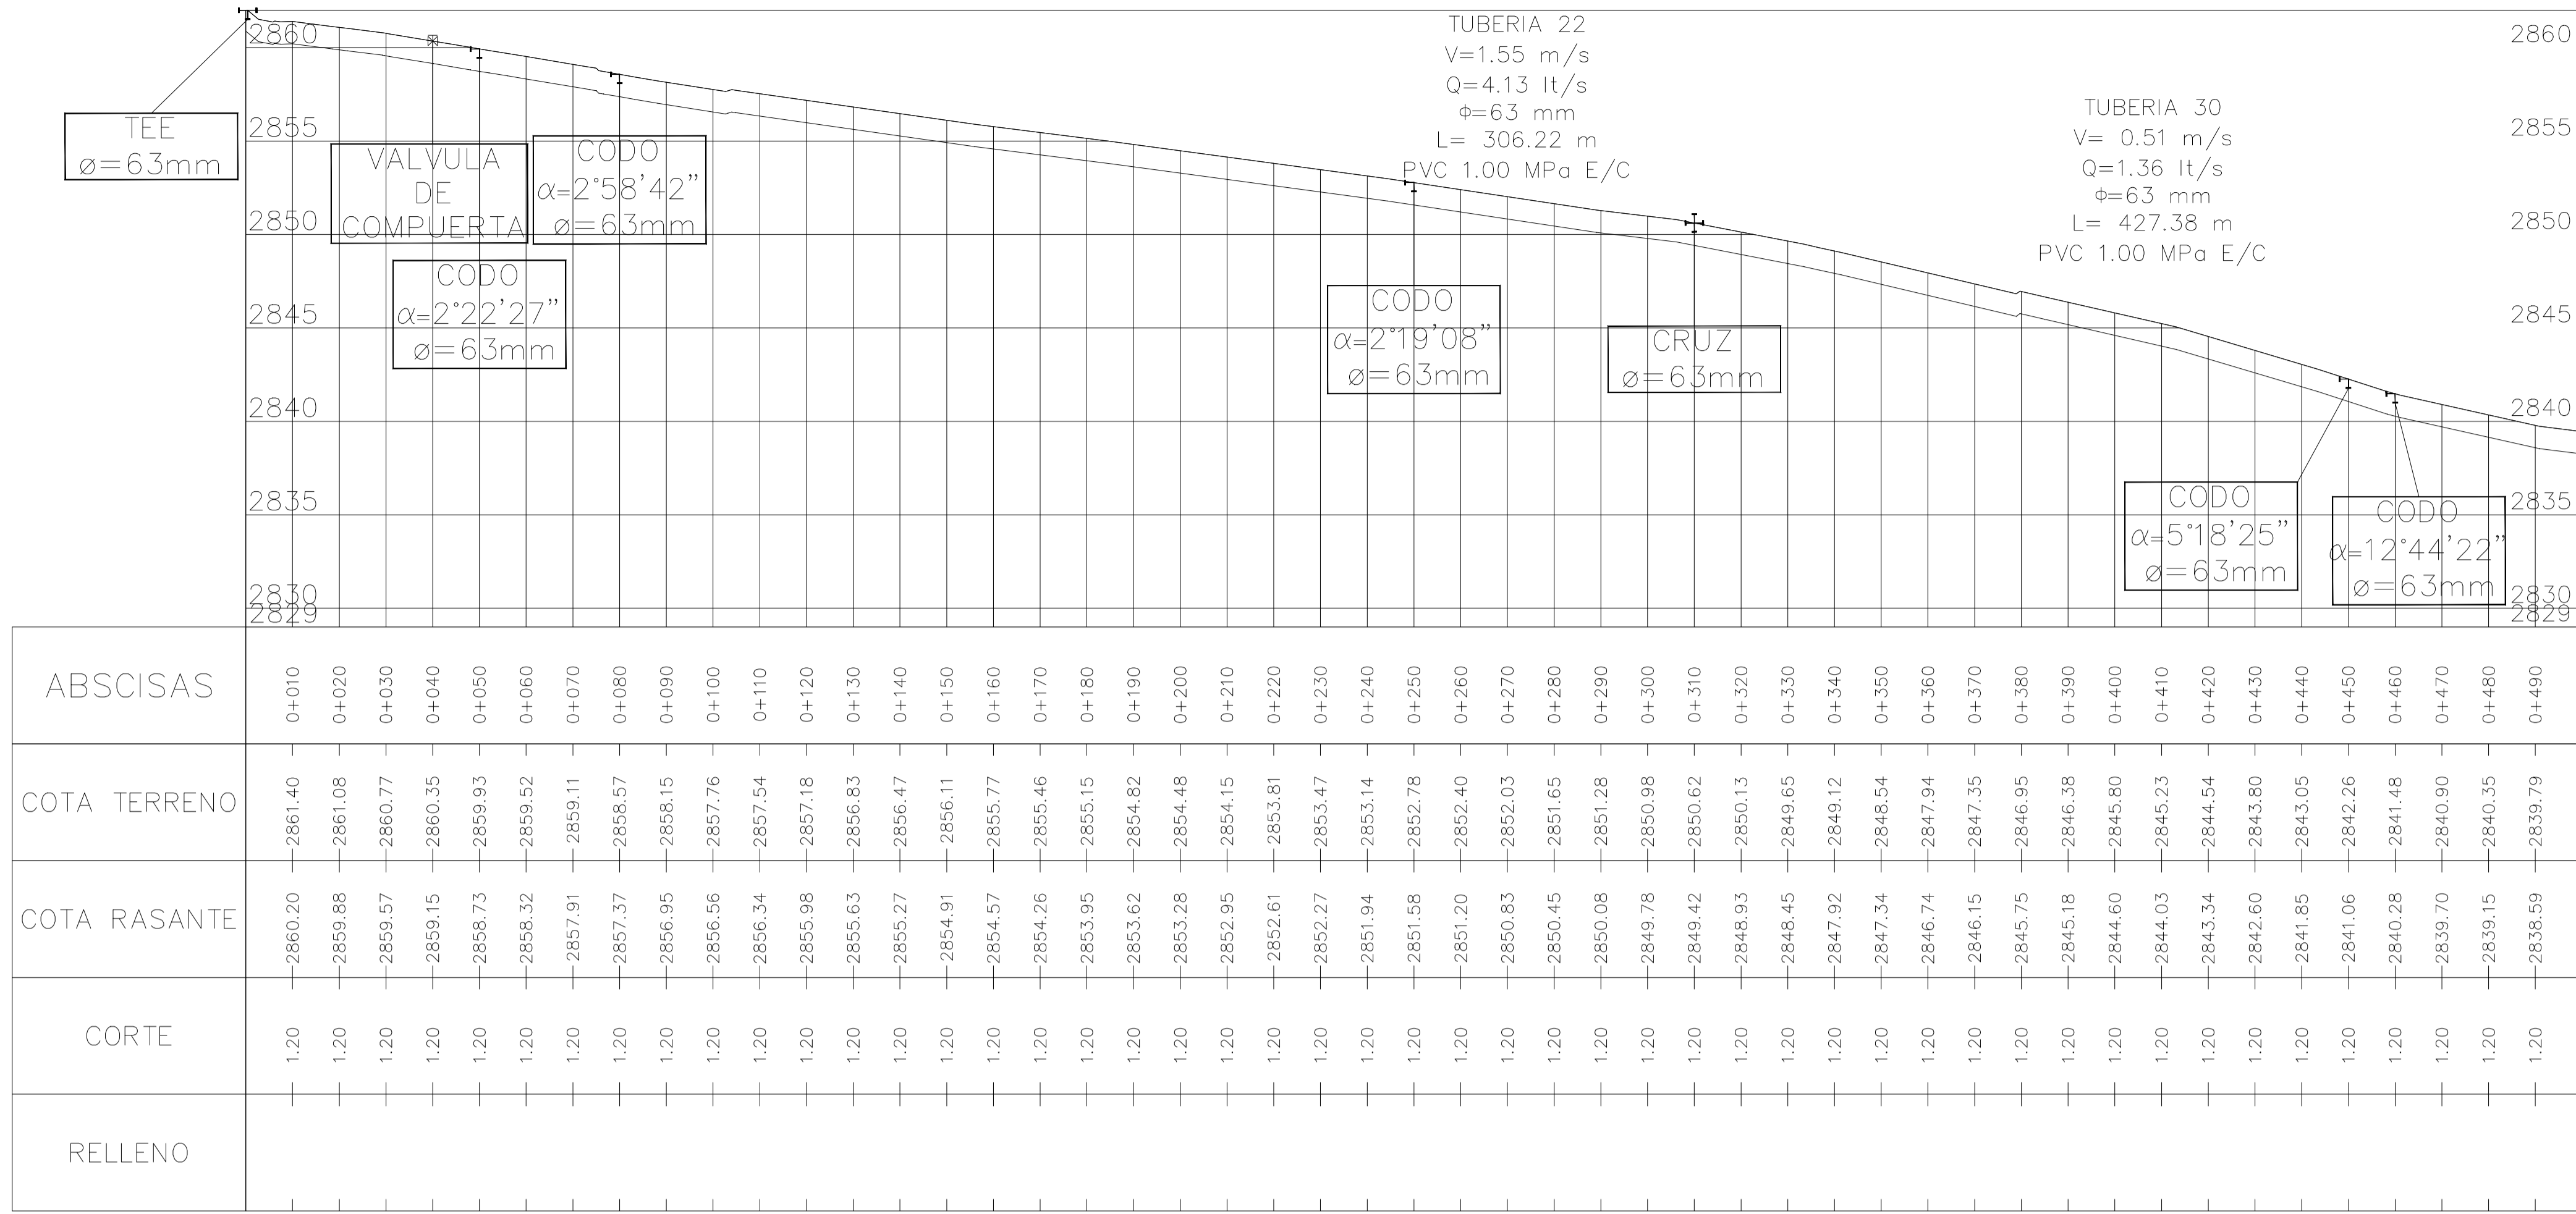 2860
2855
2850
2845
2840
2835
2830
2829
2860
2855
2850
2845
2840
2835
2830
2829
TEE
ø=63mm
VALVULA
DE
COMPUERTA
CODO
α=2°58'42"
ø=63mm
CODO
α=2°22'27"
ø=63mm
TUBERIA 22
V=1.55 m/s
Q=4.13 lt/s
ϕ=63 mm
L= 306.22 m
PVC 1.00 MPa E/C
CODO
α=2°19'08"
ø=63mm
CRUZ
ø=63mm
TUBERIA 30
V= 0.51 m/s
Q=1.36 lt/s
ϕ=63 mm
L= 427.38 m
PVC 1.00 MPa E/C
CODO
α=5°18'25"
ø=63mm
CODO
α=12°44'22"
ø=63mm
ABSCISAS 0+010 0+020 0+030 0+040 0+050 0+060 0+070 0+080 0+090 0+100 0+110 0+120 0+130 0+140 0+150 0+160 0+170 0+180 0+190 0+200 0+210 0+220 0+230 0+240 0+250 0+260 0+270 0+280 0+290 0+300 0+310 0+320 0+330 0+340 0+350 0+360 0+370 0+380 0+390 0+400 0+410 0+420 0+430 0+440 0+450 0+460 0+470 0+480 0+490
COTA TERRENO 2861.40 2861.08 2860.77 2860.35 2859.93 2859.52 2859.11 2858.57 2858.15 2857.76 2857.54 2857.18 2856.83 2856.47 2856.11 2855.77 2855.46 2855.15 2854.82 2854.48 2854.15 2853.81 2853.47 2853.14 2852.78 2852.40 2852.03 2851.65 2851.28 2850.98 2850.62 2850.13 2849.65 2849.12 2848.54 2847.94 2847.35 2846.95 2846.38 2845.80 2845.23 2844.54 2843.80 2843.05 2842.26 2841.48 2840.90 2840.35 2839.79
COTA RASANTE 2860.20 2859.88 2859.57 2859.15 2858.73 2858.32 2857.91 2857.37 2856.95 2856.56 2856.34 2855.98 2855.63 2855.27 2854.91 2854.57 2854.26 2853.95 2853.62 2853.28 2852.95 2852.61 2852.27 2851.94 2851.58 2851.20 2850.83 2850.45 2850.08 2849.78 2849.42 2848.93 2848.45 2847.92 2847.34 2846.74 2846.15 2845.75 2845.18 2844.60 2844.03 2843.34 2842.60 2841.85 2841.06 2840.28 2839.70 2839.15 2838.59
CORTE 1.20 1.20 1.20 1.20 1.20 1.20 1.20 1.20 1.20 1.20 1.20 1.20 1.20 1.20 1.20 1.20 1.20 1.20 1.20 1.20 1.20 1.20 1.20 1.20 1.20 1.20 1.20 1.20 1.20 1.20 1.20 1.20 1.20 1.20 1.20 1.20 1.20 1.20 1.20 1.20 1.20 1.20 1.20 1.20 1.20 1.20 1.20 1.20 1.20
RELLENO